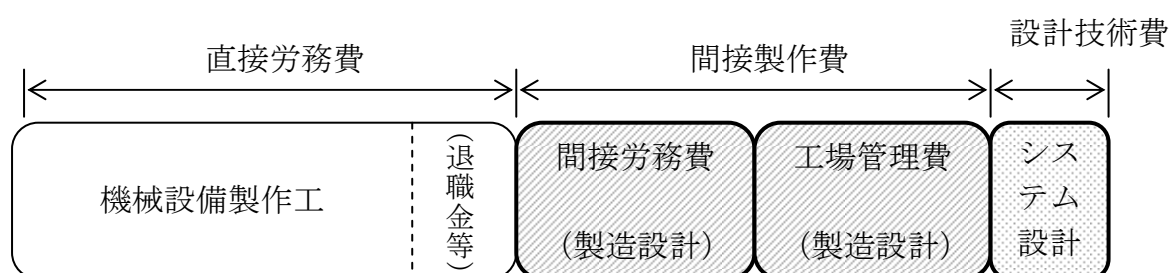 設計技術費
直接労務費
間接製作費
機械設備製作工
(退職金等)
間接労務費
(製造設計)
工場管理費
(製造設計)
シス
テム
設計